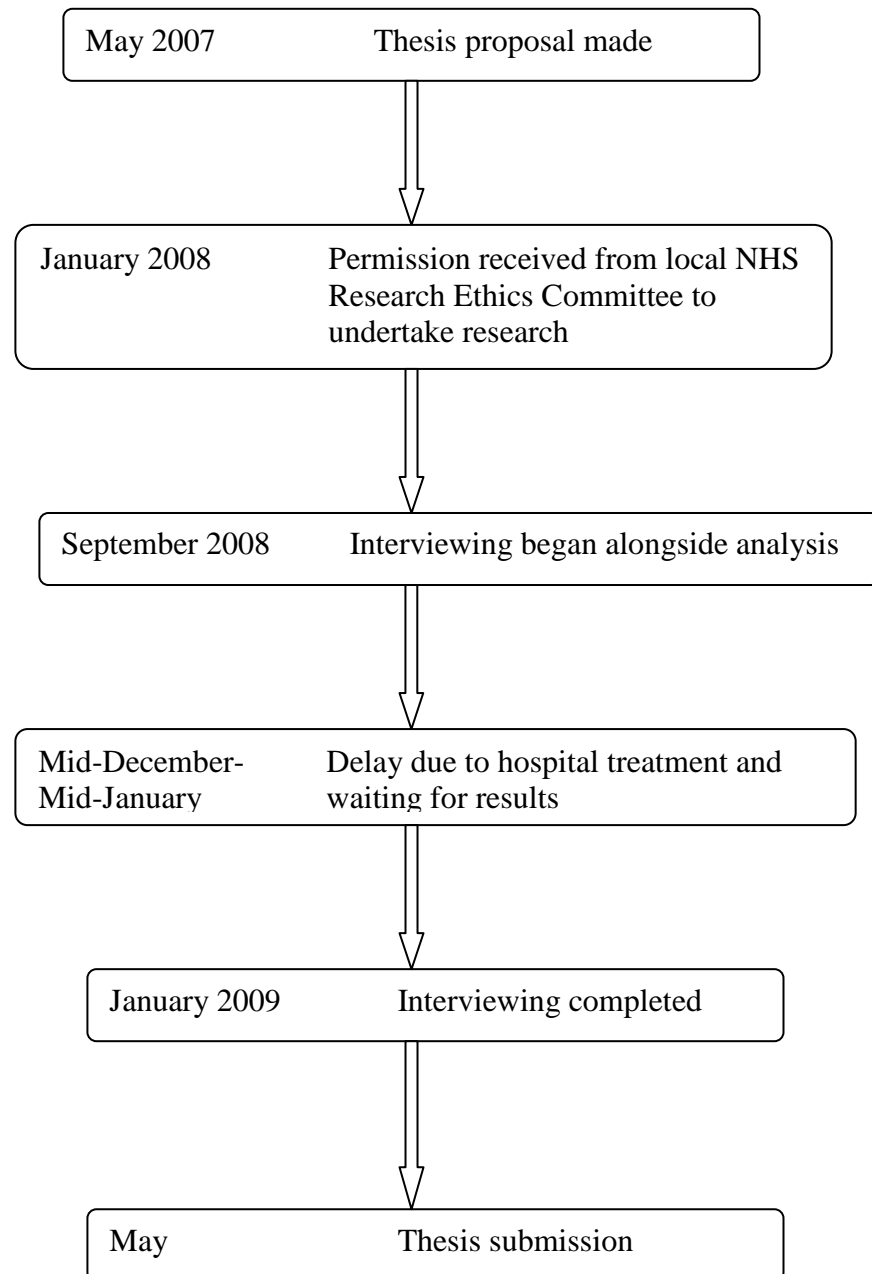 May 2007 Thesis proposal made
January 2008 Permission received from local NHS
Research Ethics Committee to
undertake research
September 2008 Interviewing began alongside analysis
Mid-December- Delay due to hospital treatment and
Mid-January waiting for results
January 2009 Interviewing completed
May Thesis submission